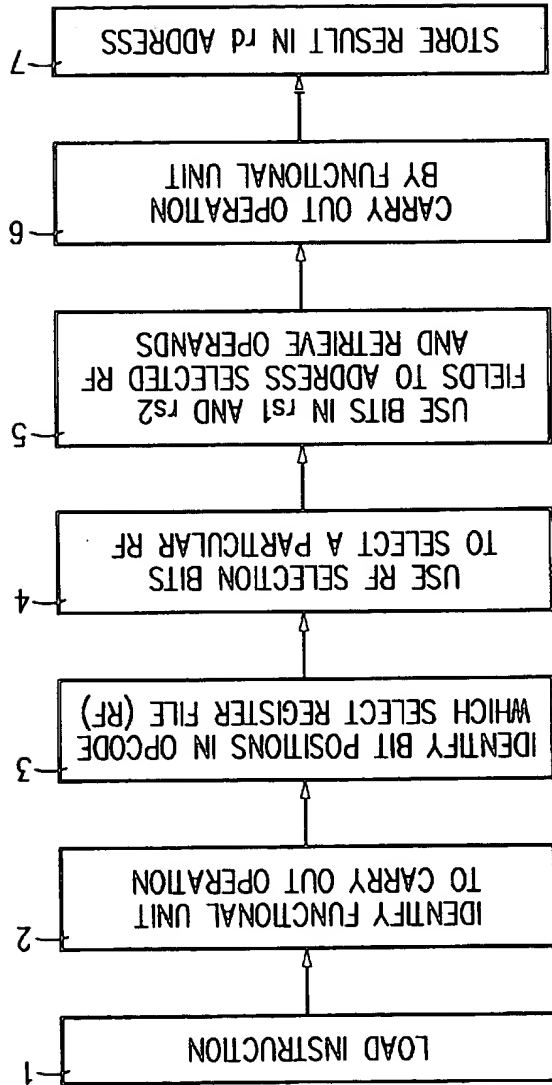 1
LOAD INSTRUCTION
2
IDENTIFY FUNCTIONAL UNIT
TO CARRY OUT OPERATION
3
IDENTIFY BIT POSITIONS IN OPCODE
WHICH SELECT REGISTER FILE (RF)
4
USE RF SELECTION BITS
TO SELECT A PARTICULAR RF
5
USE BITS IN rs1 AND rs2
FIELDS TO ADDRESS SELECTED RF
AND RETRIEVE OPERANDS
6
CARRY OUT OPERATION
BY FUNCTIONAL UNIT
7
STORE RESULT IN rd ADDRESS